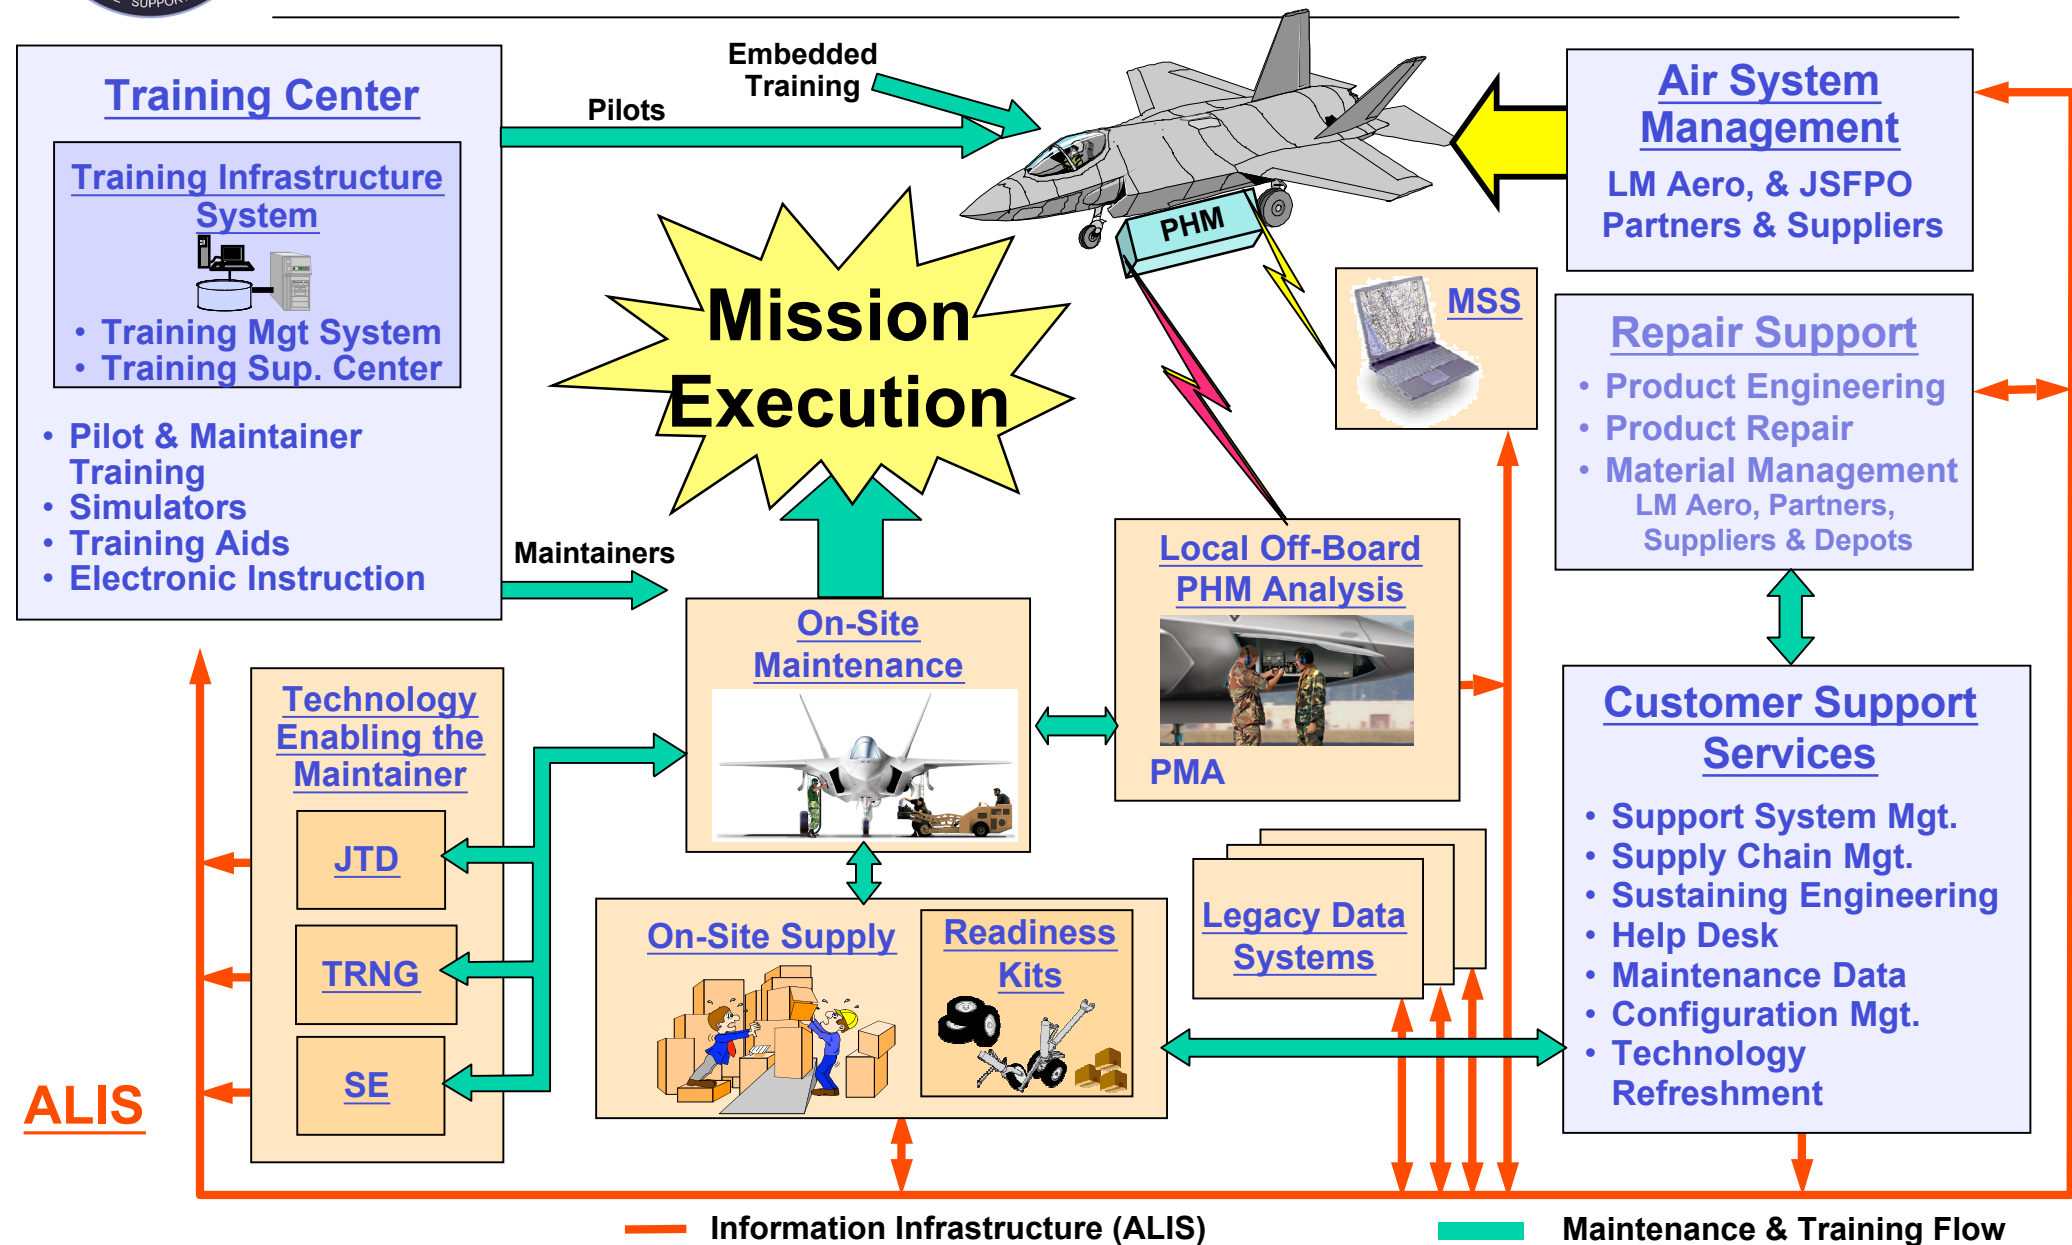 SUPPORT
Training Center
Training Infrastructure
System
• Training Mgt System
• Training Sup. Center
• Pilot & Maintainer
Training
• Simulators
• Training Aids
• Electronic Instruction
Embedded
Training
Pilots
Maintainers
PHM
Mission
Execution
Air System
Management
LM Aero, & JSFPO
Partners & Suppliers
MSS
Repair Support
• Product Engineering
• Product Repair
• Material Management
LM Aero, Partners,
Suppliers & Depots
Local Off-Board
PHM Analysis
PMA
On-Site
Maintenance
Technology
Enabling the
Maintainer
JTD
TRNG
SE
On-Site Supply
Readiness
Kits
Legacy Data
Systems
Customer Support
Services
• Support System Mgt.
• Supply Chain Mgt.
• Sustaining Engineering
• Help Desk
• Maintenance Data
• Configuration Mgt.
• Technology
Refreshment
ALIS
Information Infrastructure (ALIS)
Maintenance & Training Flow